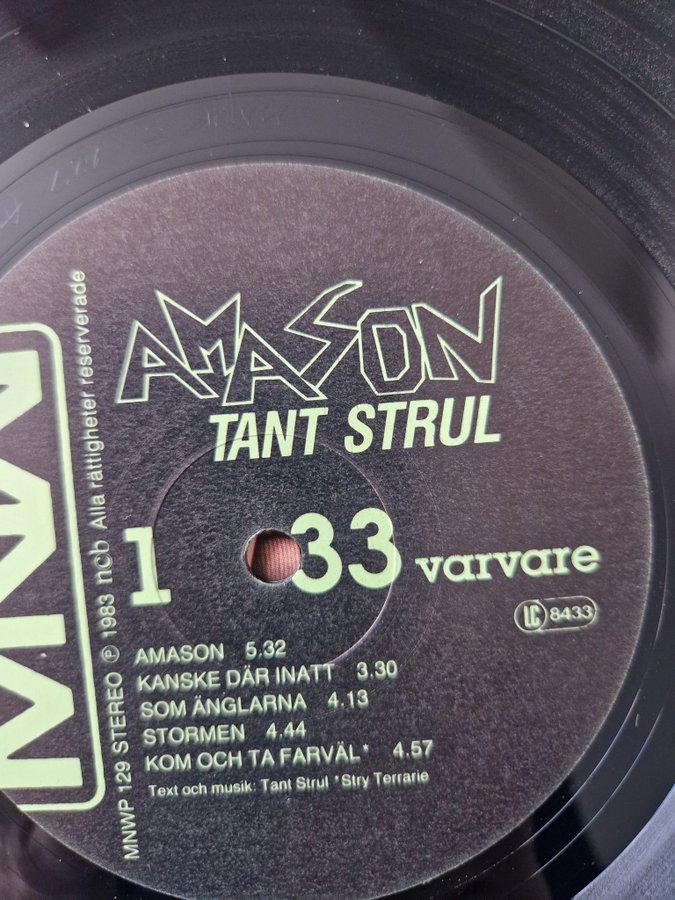 AMASON
TANT STRUL
1
33 varvare
LC 8433
AMASON 5.32
KANSKE DÄR INATT 3.30
SOM ÄNGLARNA 4.13
STORMEN 4.44
KOM OCH TA FARVÄL* 4.57
Text och musik: Tant Strul *Stry Terrarie
MNW
MNWP 129 STEREO ℗ 1983 ncb Alla rättigheter reserverade